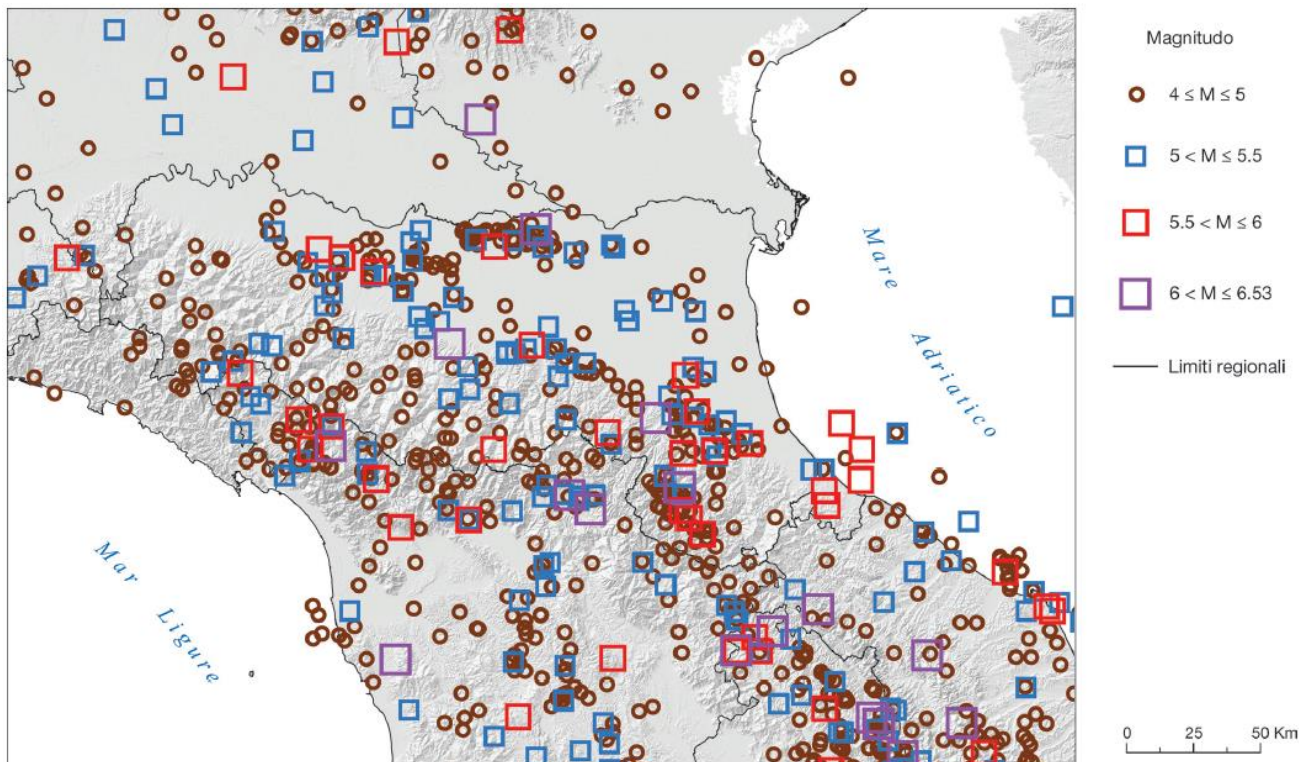 Magnitudo
4 ≤ M ≤ 5
5 < M ≤ 5.5
5.5 < M ≤ 6
6 < M ≤ 6.53
Limiti regionali
Mare
Adriatico
Mar
Ligure
0 25 50 Km